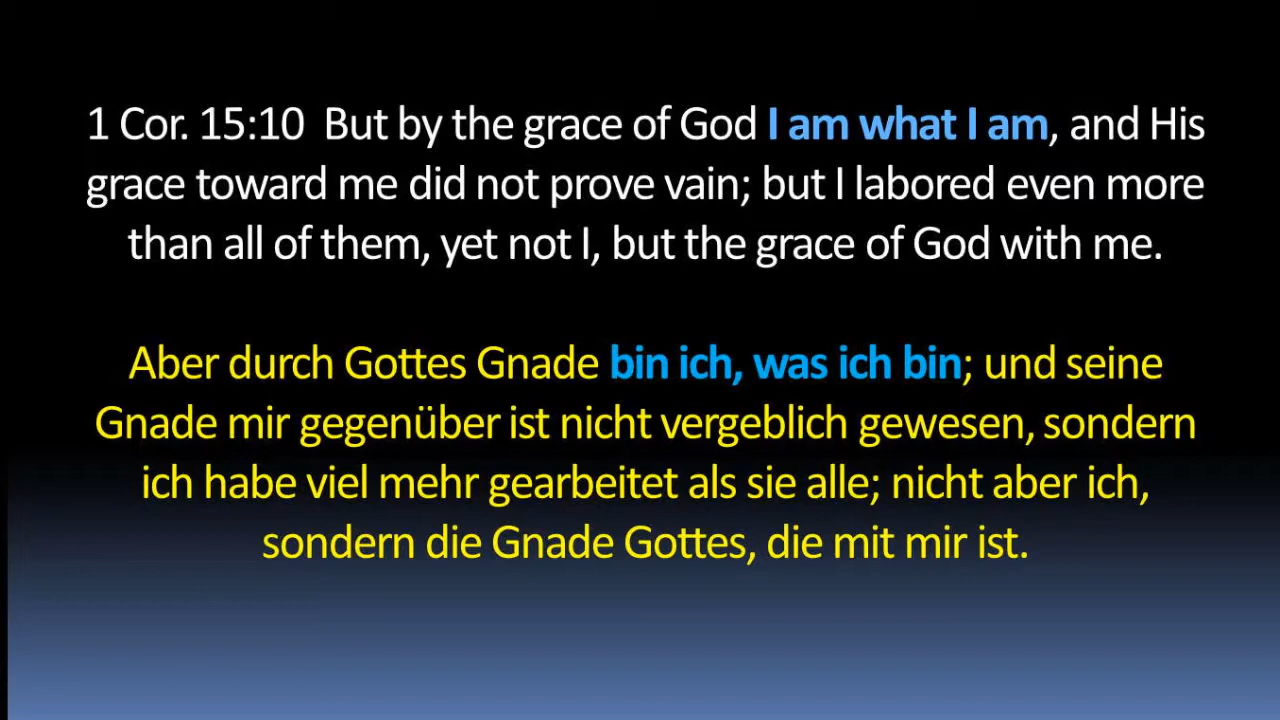 1 Cor. 15:10  But by the grace of God I am what I am, and His
grace toward me did not prove vain; but I labored even more
than all of them, yet not I, but the grace of God with me.
Aber durch Gottes Gnade bin ich, was ich bin; und seine
Gnade mir gegenüber ist nicht vergeblich gewesen, sondern
ich habe viel mehr gearbeitet als sie alle; nicht aber ich,
sondern die Gnade Gottes, die mit mir ist.